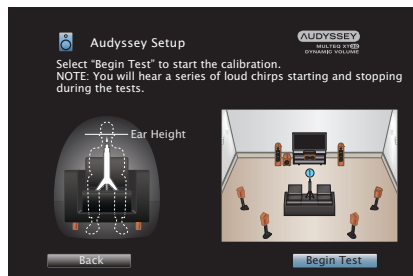 Audyssey Setup
AUDYSSEY
MULTEQ XT32
DYNAMIC VOLUME
Select “Begin Test” to start the calibration.
NOTE: You will hear a series of loud chirps starting and stopping
during the tests.
Ear Height
Back
Begin Test